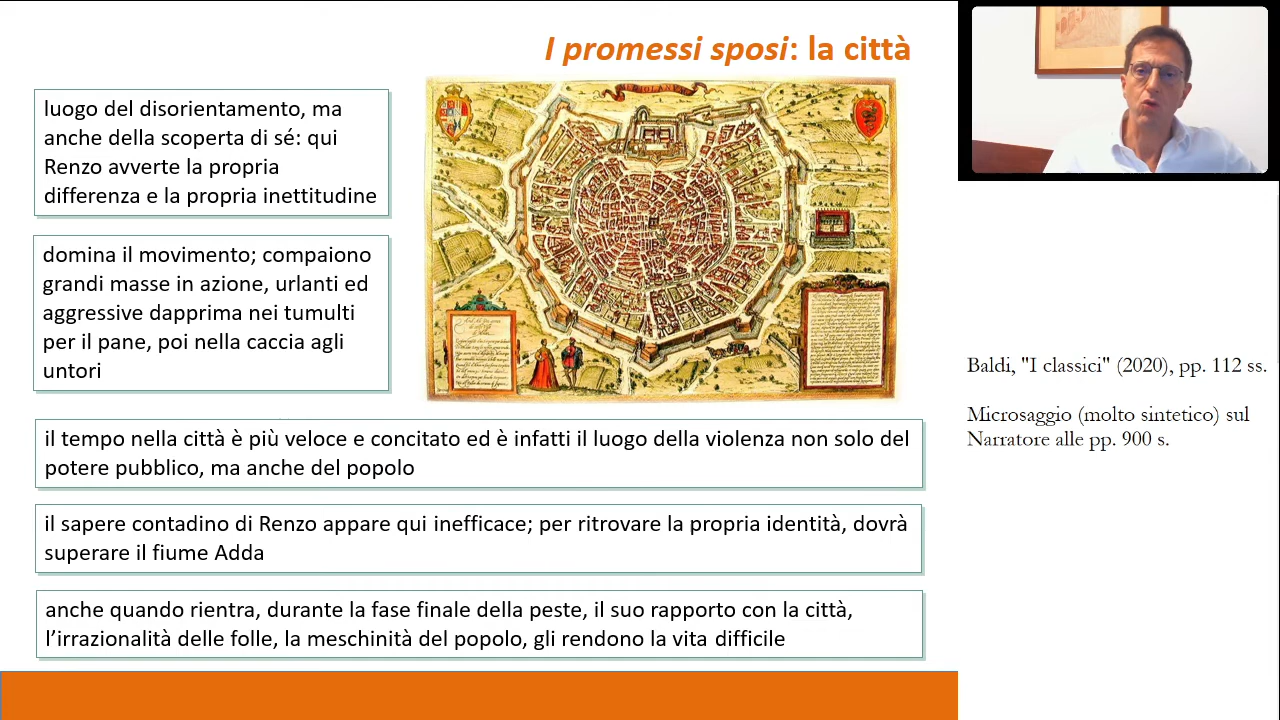 I promessi sposi: la città
luogo del disorientamento, ma
anche della scoperta di sé: qui
Renzo avverte la propria
differenza e la propria inettitudine
domina il movimento; compaiono
grandi masse in azione, urlanti ed
aggressive dapprima nei tumulti
per il pane, poi nella caccia agli
untori
il tempo nella città è più veloce e concitato ed è infatti il luogo della violenza non solo del
potere pubblico, ma anche del popolo
il sapere contadino di Renzo appare qui inefficace; per ritrovare la propria identità, dovrà
superare il fiume Adda
anche quando rientra, durante la fase finale della peste, il suo rapporto con la città,
l’irrazionalità delle folle, la meschinità del popolo, gli rendono la vita difficile
Baldi, "I classici" (2020), pp. 112 ss.
Microsaggio (molto sintetico) sul
Narratore alle pp. 900 s.